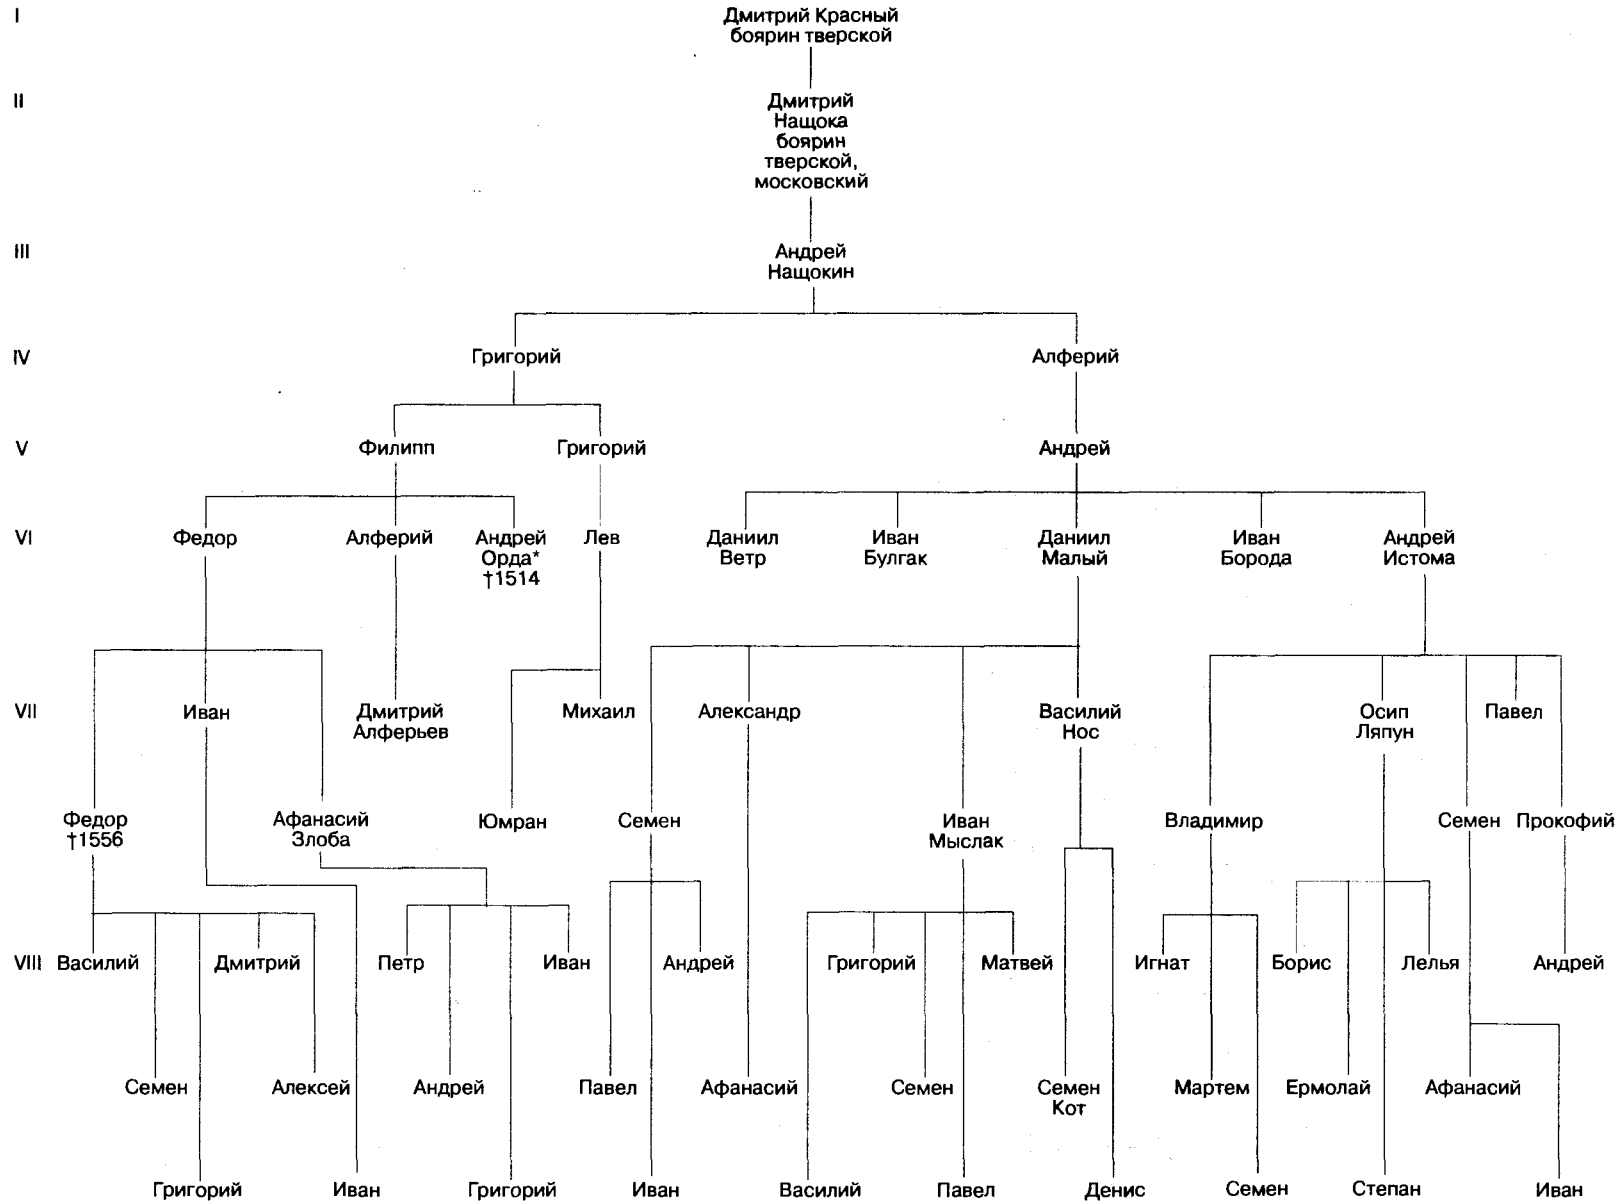 I
Дмитрий Красный
боярин тверской
II
Дмитрий
Нащока
боярин
тверской,
московский
III
Андрей
Нащокин
IV
Григорий
Алферий
V
Филипп
Григорий
Андрей
VI
Федор
Алферий
Андрей
Орда*
†1514
Лев
Даниил
Ветр
Иван
Булгак
Даниил
Малый
Иван
Борода
Андрей
Истома
VII
Иван
Дмитрий
Алферьев
Михаил
Александр
Василий
Нос
Осип
Ляпун
Павел
Федор
†1556
Афанасий
Злоба
Юмран
Семен
Иван
Мыслак
Владимир
Семен
Прокофий
VIII
Василий
Дмитрий
Петр
Иван
Андрей
Григорий
Матвей
Игнат
Борис
Лелья
Андрей
Семен
Алексей
Андрей
Павел
Афанасий
Семен
Семен
Кот
Мартем
Ермолай
Афанасий
Григорий
Иван
Григорий
Иван
Василий
Павел
Денис
Семен
Степан
Иван